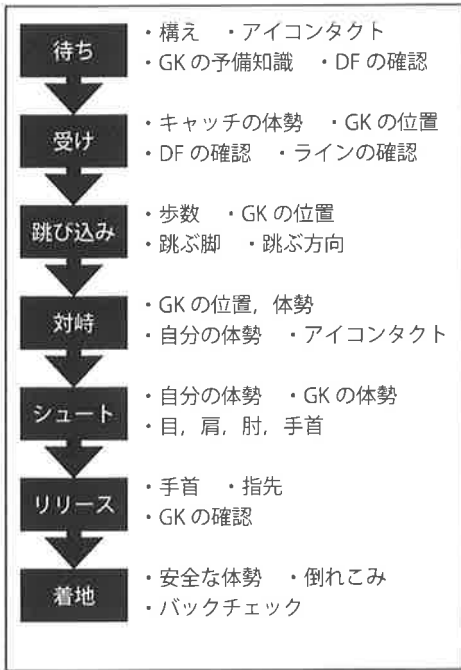 待ち
・構え ・アイコンタクト
・GK の予備知識 ・DF の確認
受け
・キャッチの体勢 ・GK の位置
・DF の確認 ・ラインの確認
跳び込み
・歩数 ・GK の位置
・跳ぶ脚 ・跳ぶ方向
対峙
・GK の位置，体勢
・自分の体勢 ・アイコンタクト
シュート
・自分の体勢 ・GK の体勢
・目，肩，肘，手首
リリース
・手首 ・指先
・GK の確認
着地
・安全な体勢 ・倒れこみ
・バックチェック